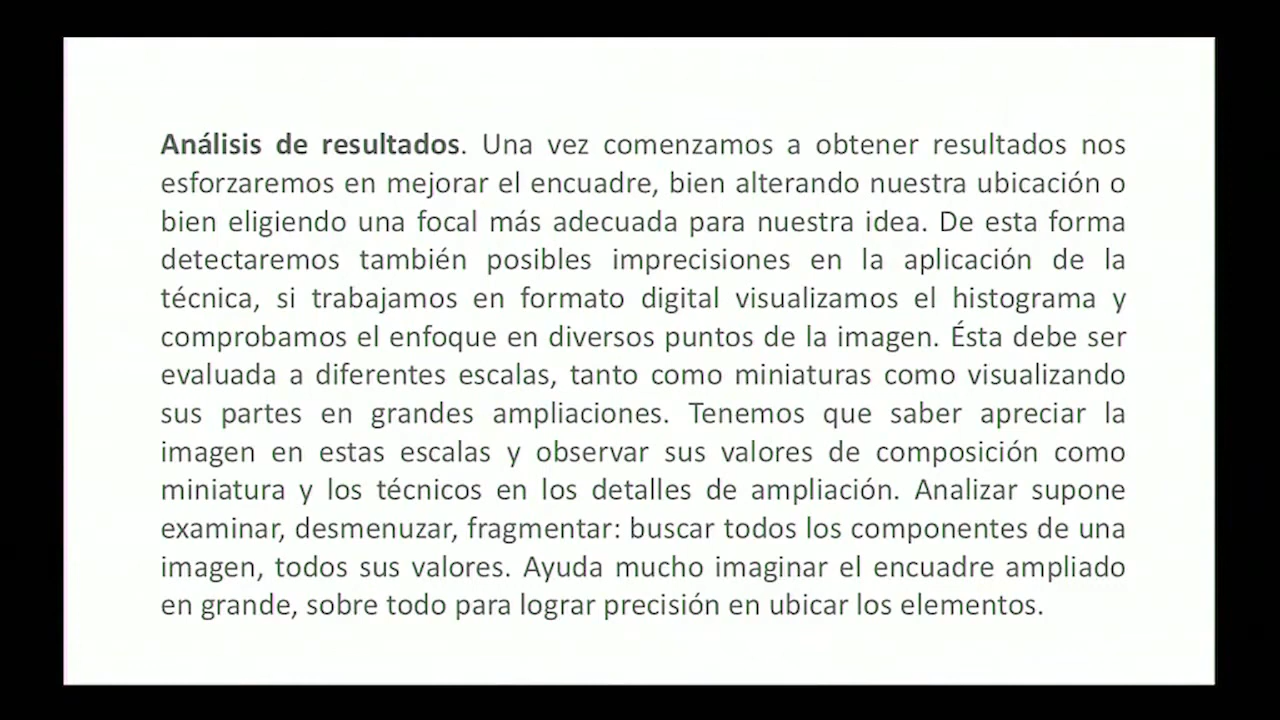 Análisis de resultados. Una vez comenzamos a obtener resultados nos
esforzaremos en mejorar el encuadre, bien alterando nuestra ubicación o
bien eligiendo una focal más adecuada para nuestra idea. De esta forma
detectaremos también posibles imprecisiones en la aplicación de la
técnica, si trabajamos en formato digital visualizamos el histograma y
comprobamos el enfoque en diversos puntos de la imagen. Ésta debe ser
evaluada a diferentes escalas, tanto como miniaturas como visualizando
sus partes en grandes ampliaciones. Tenemos que saber apreciar la
imagen en estas escalas y observar sus valores de composición como
miniatura y los técnicos en los detalles de ampliación. Analizar supone
examinar, desmenuzar, fragmentar: buscar todos los componentes de una
imagen, todos sus valores. Ayuda mucho imaginar el encuadre ampliado
en grande, sobre todo para lograr precisión en ubicar los elementos.